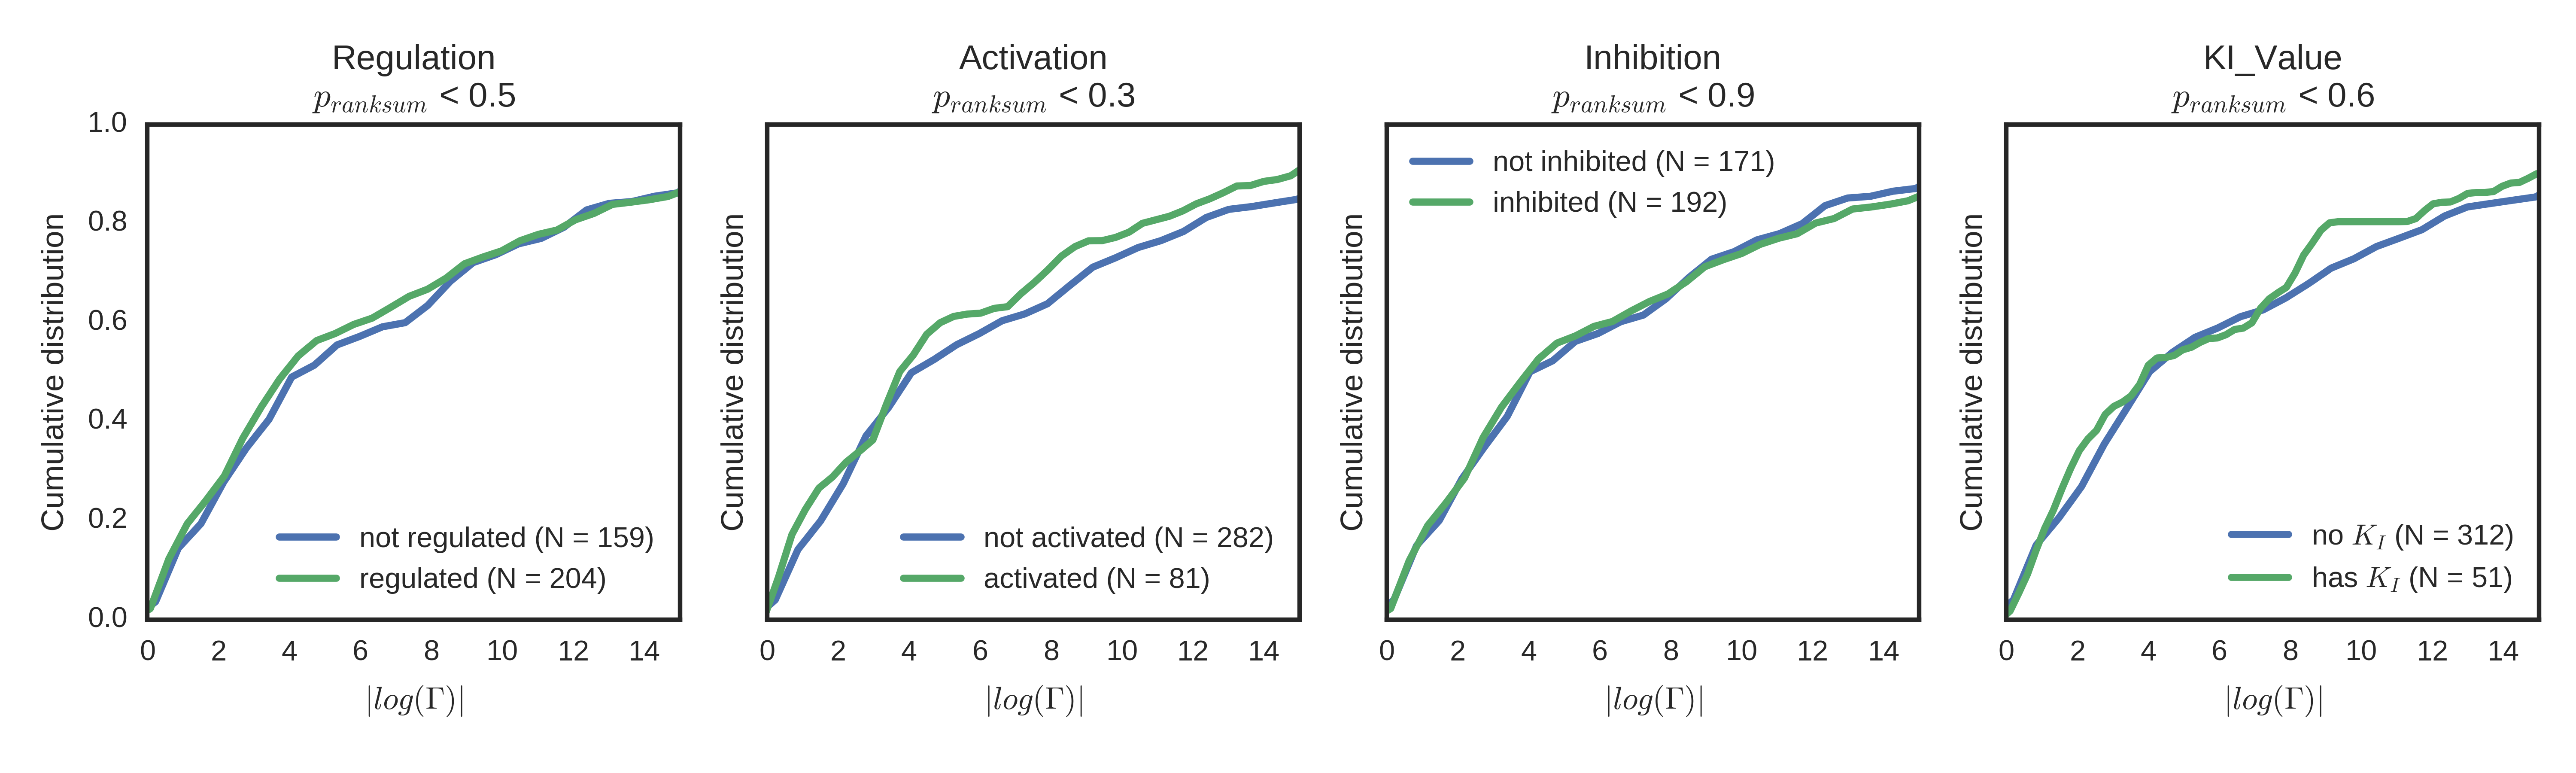 Regulation
p_ranksum < 0.5
Cumulative distribution
1.0
0.8
0.6
0.4
0.2
0.0
not regulated (N = 159)
regulated (N = 204)
0 2 4 6 8 10 12 14
|log(Γ)|
Activation
p_ranksum < 0.3
Cumulative distribution
not activated (N = 282)
activated (N = 81)
0 2 4 6 8 10 12 14
|log(Γ)|
Inhibition
p_ranksum < 0.9
Cumulative distribution
not inhibited (N = 171)
inhibited (N = 192)
0 2 4 6 8 10 12 14
|log(Γ)|
KI_Value
p_ranksum < 0.6
Cumulative distribution
no K_I (N = 312)
has K_I (N = 51)
0 2 4 6 8 10 12 14
|log(Γ)|